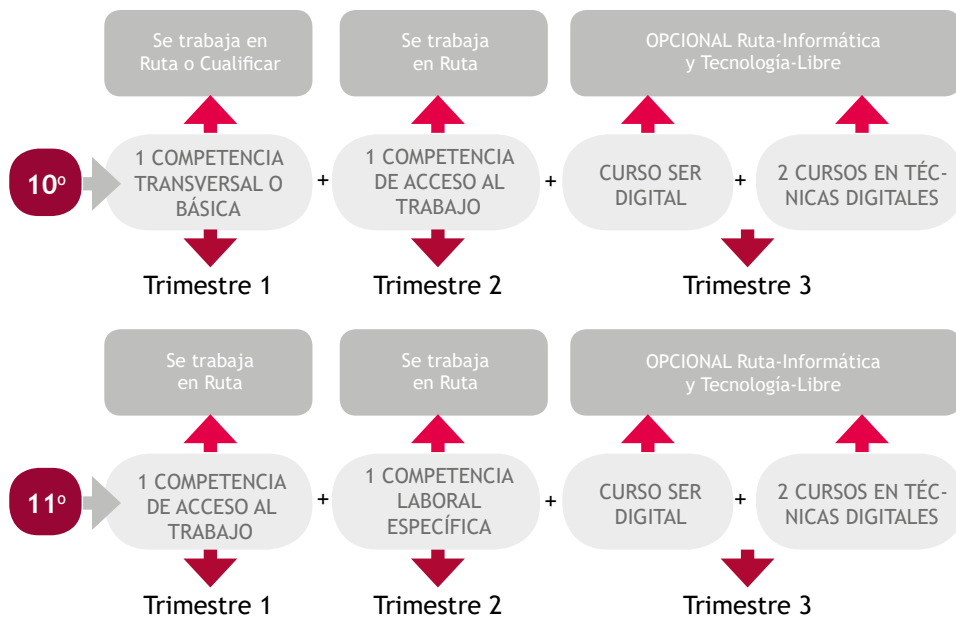 Se trabaja en
Ruta o Cualificar
Se trabaja
en Ruta
OPCIONAL Ruta-Informática
y Tecnología-Libre
10º
1 COMPETENCIA
TRANSVERSAL O
BÁSICA
+
1 COMPETENCIA
DE ACCESO AL
TRABAJO
+
CURSO SER
DIGITAL
+
2 CURSOS EN TÉC-
NICAS DIGITALES
Trimestre 1
Trimestre 2
Trimestre 3
Se trabaja
en Ruta
Se trabaja
en Ruta
OPCIONAL Ruta-Informática
y Tecnología-Libre
11º
1 COMPETENCIA
DE ACCESO AL
TRABAJO
+
1 COMPETENCIA
LABORAL
ESPECÍFICA
+
CURSO SER
DIGITAL
+
2 CURSOS EN TÉC-
NICAS DIGITALES
Trimestre 1
Trimestre 2
Trimestre 3